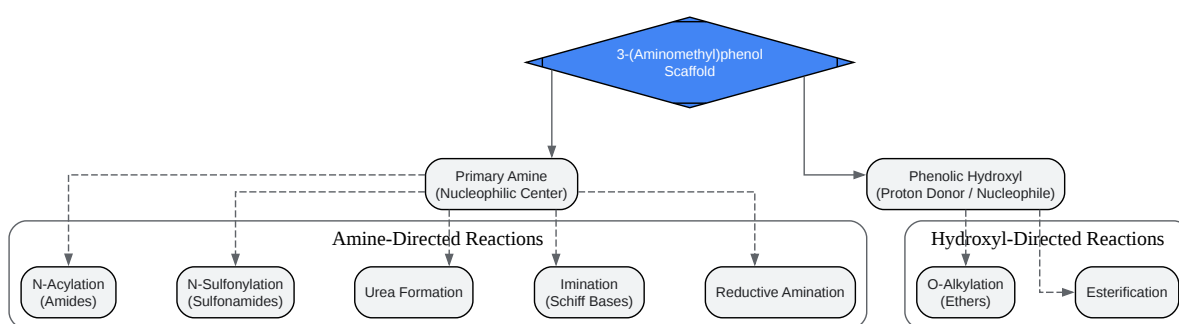 3-(Aminomethyl)phenol
Scaffold
Primary Amine
(Nucleophilic Center)
Phenolic Hydroxyl
(Proton Donor / Nucleophile)
Amine-Directed Reactions
Hydroxyl-Directed Reactions
N-Acylation
(Amides)
N-Sulfonylation
(Sulfonamides)
Urea Formation
Imination
(Schiff Bases)
Reductive Amination
O-Alkylation
(Ethers)
Esterification